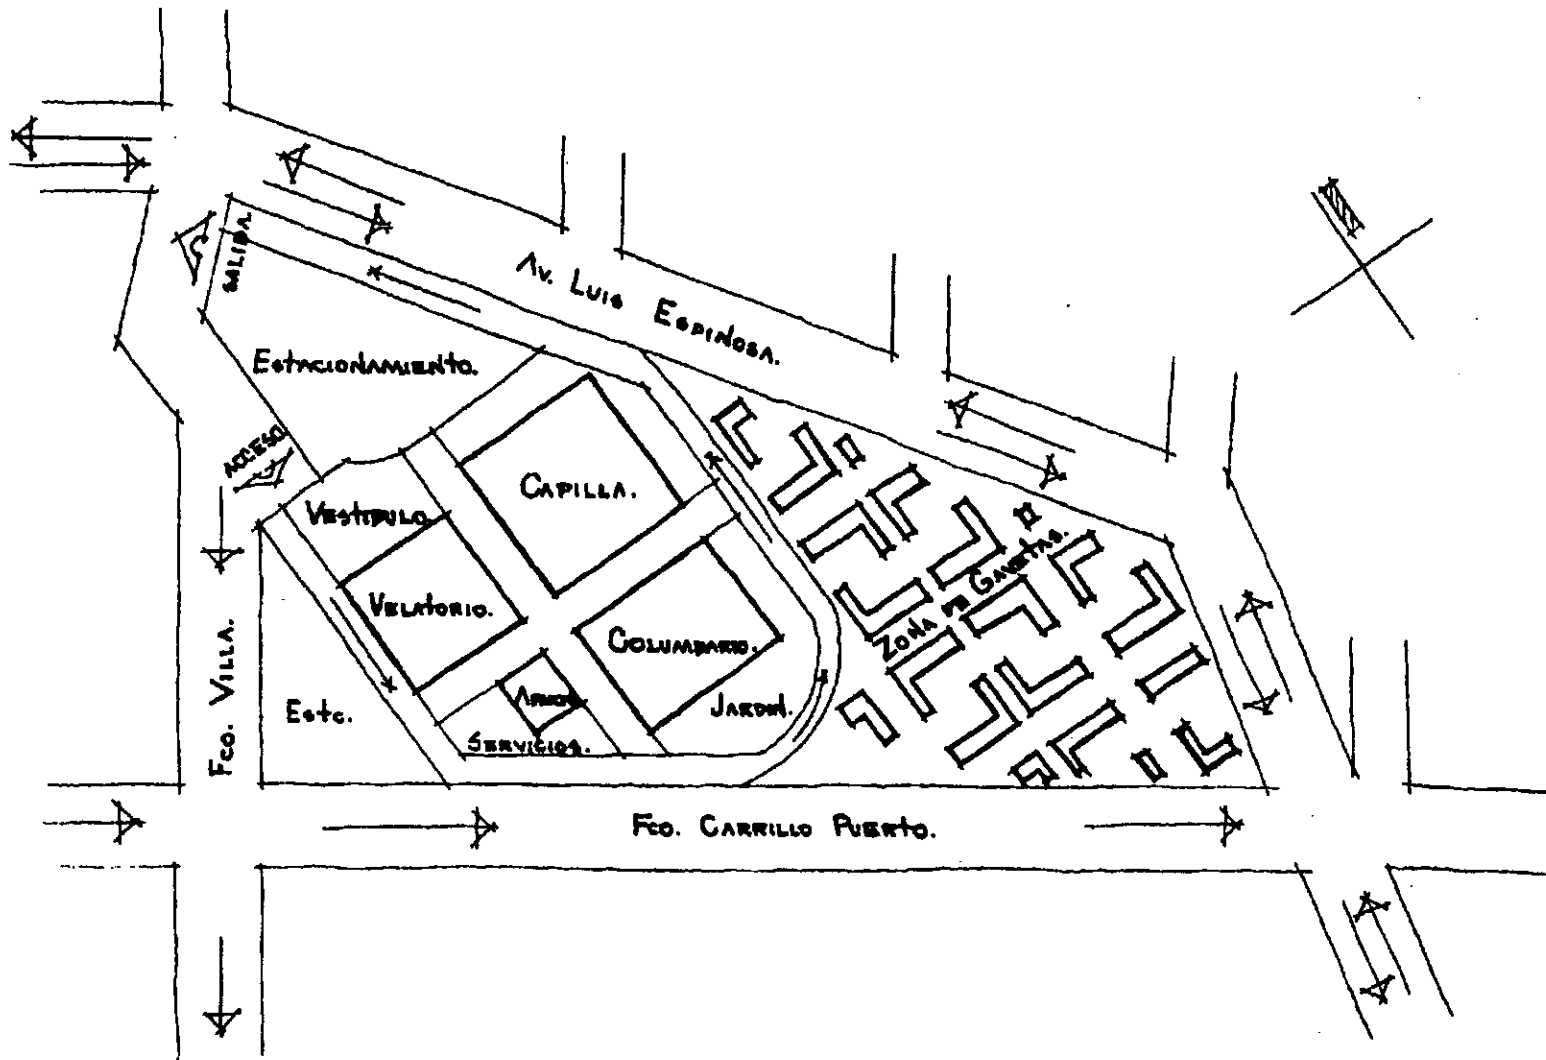 SALIDA.
Av. Luis Espinosa.
Estacionamiento.
Acceso.
Vestibulo.
Capilla.
Velatorio.
Columbario.
Zona de Gavetas.
Fco. Villa.
Estc.
Jardin.
Servicios.
Fco. Carrillo Puerto.